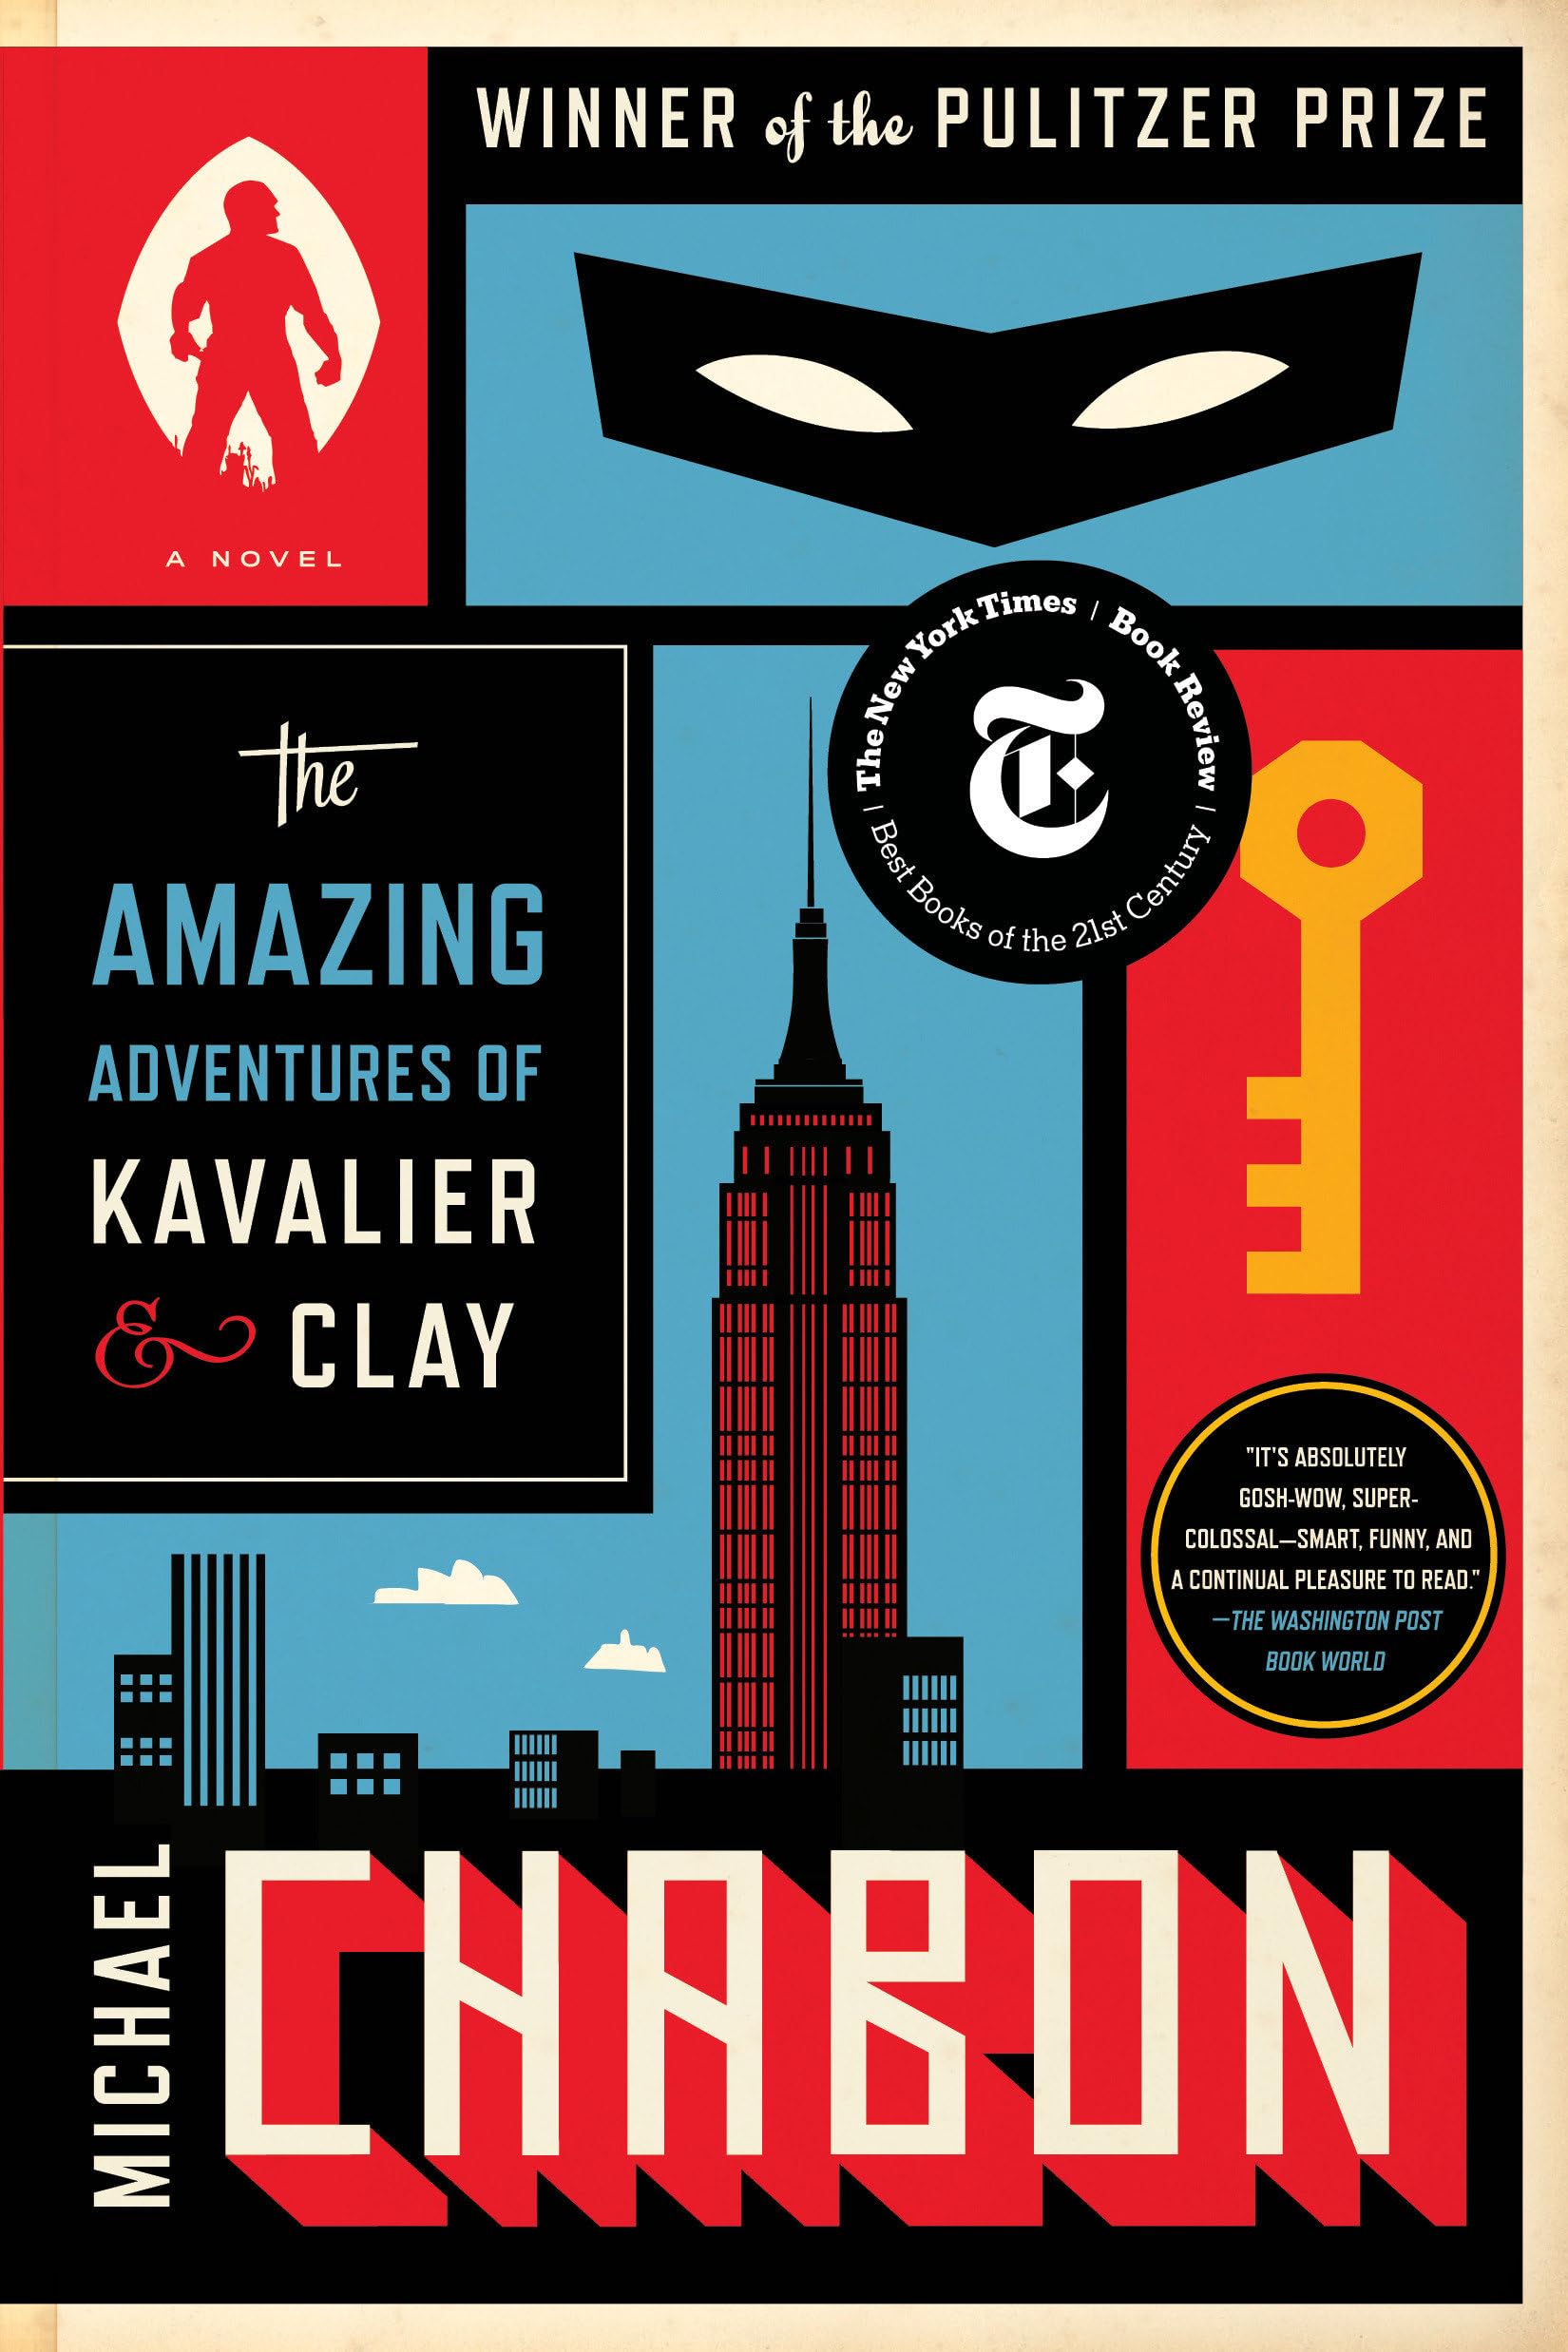 WINNER of the PULITZER PRIZE
A NOVEL
The New York Times | Book Review
| Best Books of the 21st Century |
T
the
AMAZING
ADVENTURES OF
KAVALIER
& CLAY
"IT'S ABSOLUTELY
GOSH-WOW, SUPER-
COLOSSAL—SMART, FUNNY, AND
A CONTINUAL PLEASURE TO READ."
—THE WASHINGTON POST
BOOK WORLD
MICHAEL
CHABON